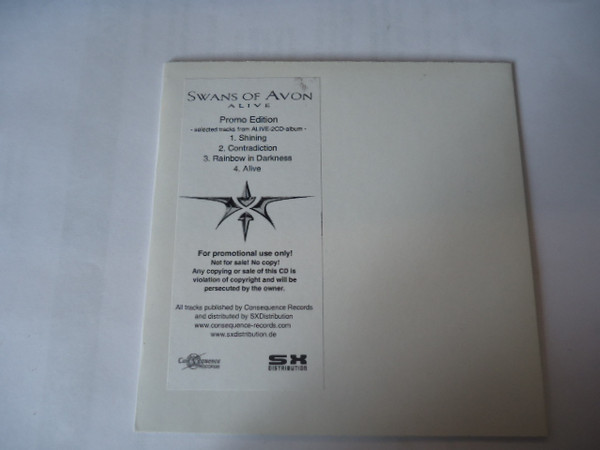 SWANS OF AVON
ALIVE
Promo Edition
- selected tracks from ALIVE-2CD-album -
1. Shining
2. Contradiction
3. Rainbow in Darkness
4. Alive
For promotional use only!
Not for sale! No copy!
Any copying or sale of this CD is
violation of copyright and will be
persecuted by the owner.
All tracks published by Consequence Records
and distributed by SXDistribution
www.consequence-records.com
www.sxdistribution.de
Consequence
RECORDS
SX
DISTRIBUTION